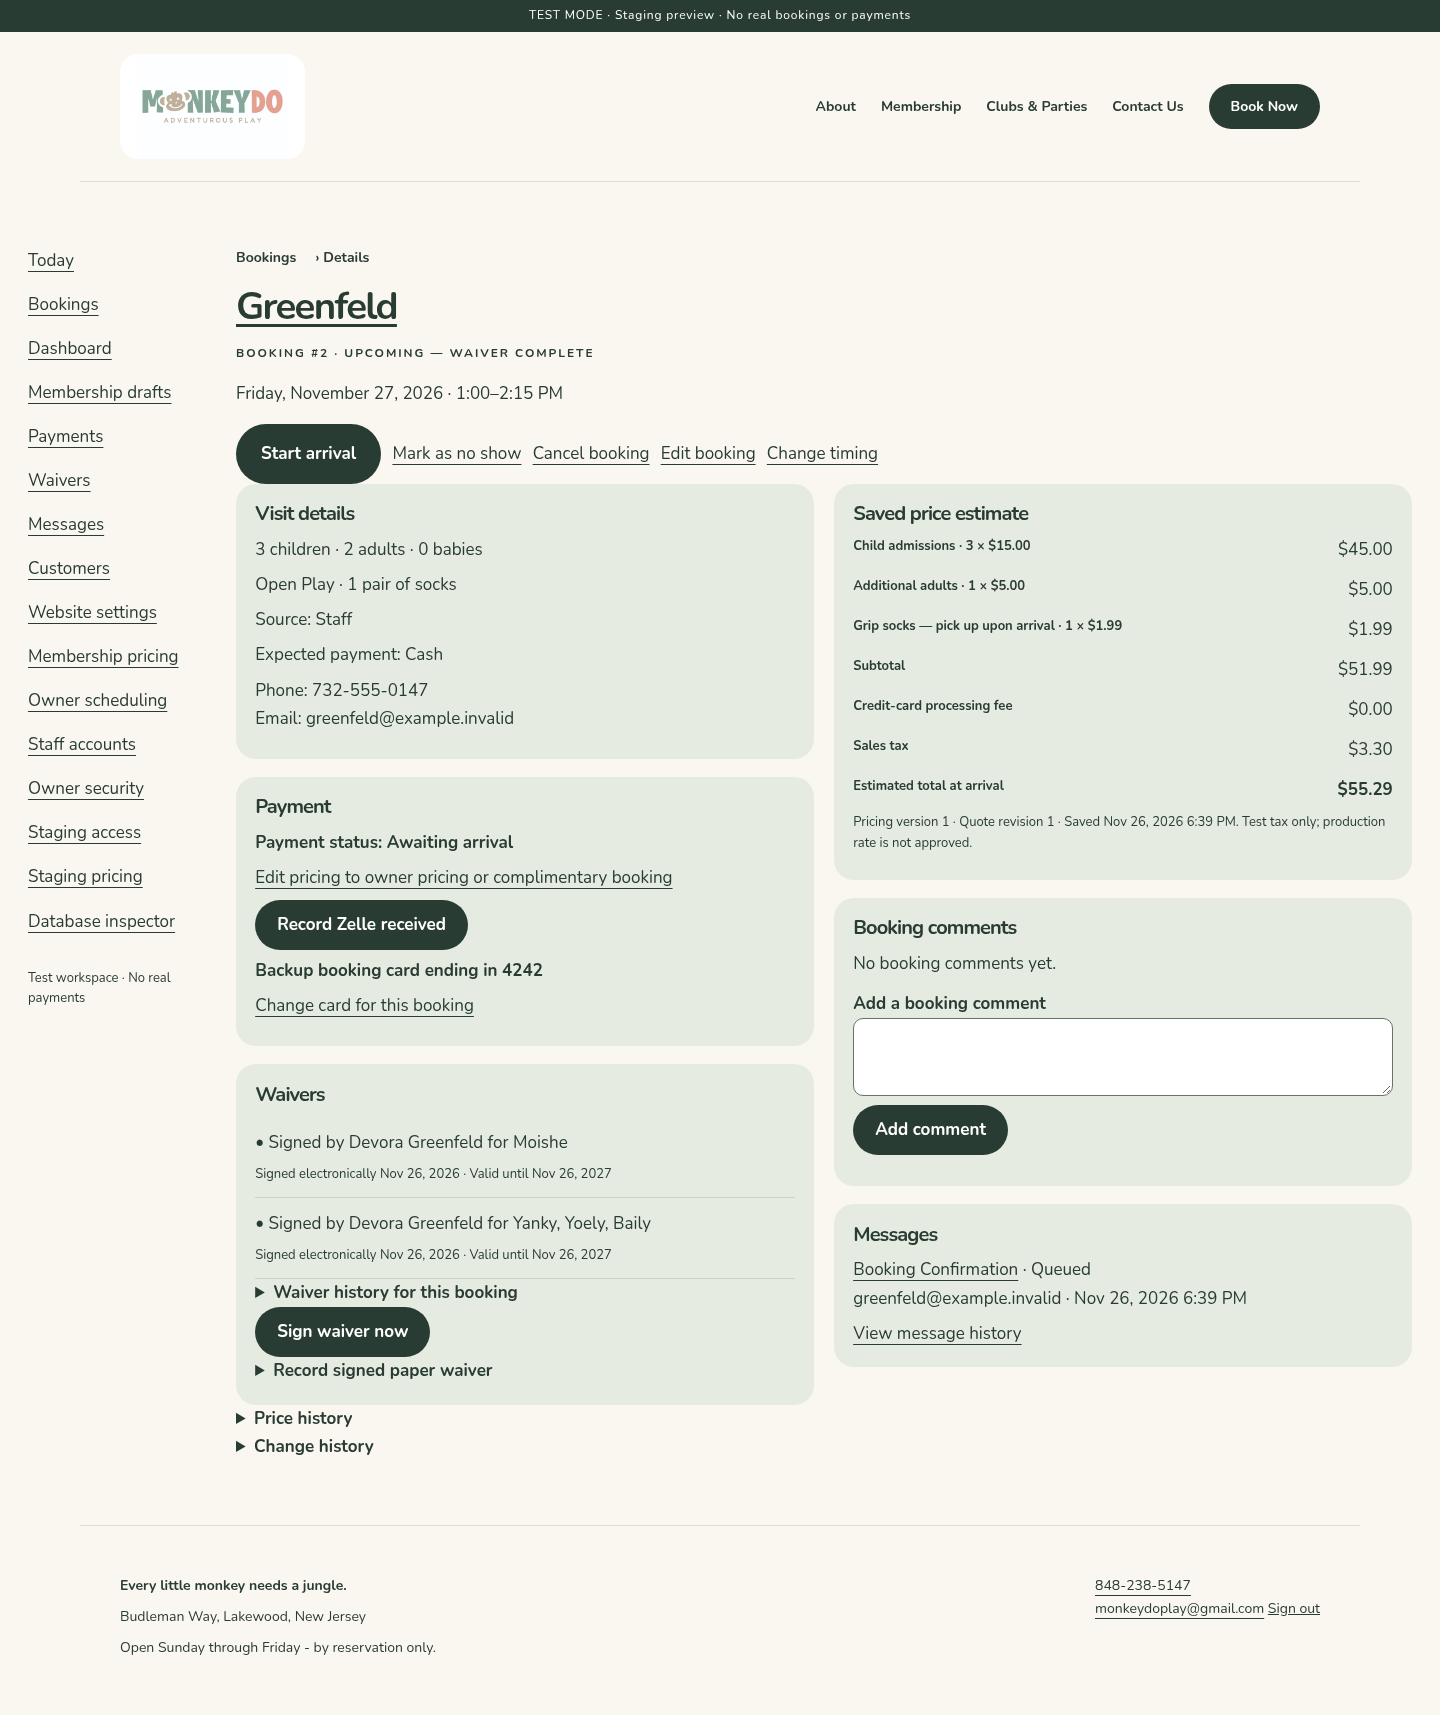 TEST MODE · Staging preview · No real bookings or payments
MONKEYDO
ADVENTUROUS PLAY
About
Membership
Clubs & Parties
Contact Us
Book Now
Today
Bookings
Dashboard
Membership drafts
Payments
Waivers
Messages
Customers
Website settings
Membership pricing
Owner scheduling
Staff accounts
Owner security
Staging access
Staging pricing
Database inspector
Test workspace · No real
payments
Bookings › Details
Greenfeld
BOOKING #2 · UPCOMING — WAIVER COMPLETE
Friday, November 27, 2026 · 1:00–2:15 PM
Start arrival Mark as no show Cancel booking Edit booking Change timing
Visit details
3 children · 2 adults · 0 babies
Open Play · 1 pair of socks
Source: Staff
Expected payment: Cash
Phone: 732-555-0147
Email: greenfeld@example.invalid
Payment
Payment status: Awaiting arrival
Edit pricing to owner pricing or complimentary booking
Record Zelle received
Backup booking card ending in 4242
Change card for this booking
Waivers
• Signed by Devora Greenfeld for Moishe
Signed electronically Nov 26, 2026 · Valid until Nov 26, 2027
• Signed by Devora Greenfeld for Yanky, Yoely, Baily
Signed electronically Nov 26, 2026 · Valid until Nov 26, 2027
▶ Waiver history for this booking
Sign waiver now
▶ Record signed paper waiver
▶ Price history
▶ Change history
Saved price estimate
Child admissions · 3 × $15.00 $45.00
Additional adults · 1 × $5.00 $5.00
Grip socks — pick up upon arrival · 1 × $1.99 $1.99
Subtotal $51.99
Credit-card processing fee $0.00
Sales tax $3.30
Estimated total at arrival $55.29
Pricing version 1 · Quote revision 1 · Saved Nov 26, 2026 6:39 PM. Test tax only; production
rate is not approved.
Booking comments
No booking comments yet.
Add a booking comment
Add comment
Messages
Booking Confirmation · Queued
greenfeld@example.invalid · Nov 26, 2026 6:39 PM
View message history
Every little monkey needs a jungle.
Budleman Way, Lakewood, New Jersey
Open Sunday through Friday - by reservation only.
848-238-5147
monkeydoplay@gmail.com Sign out